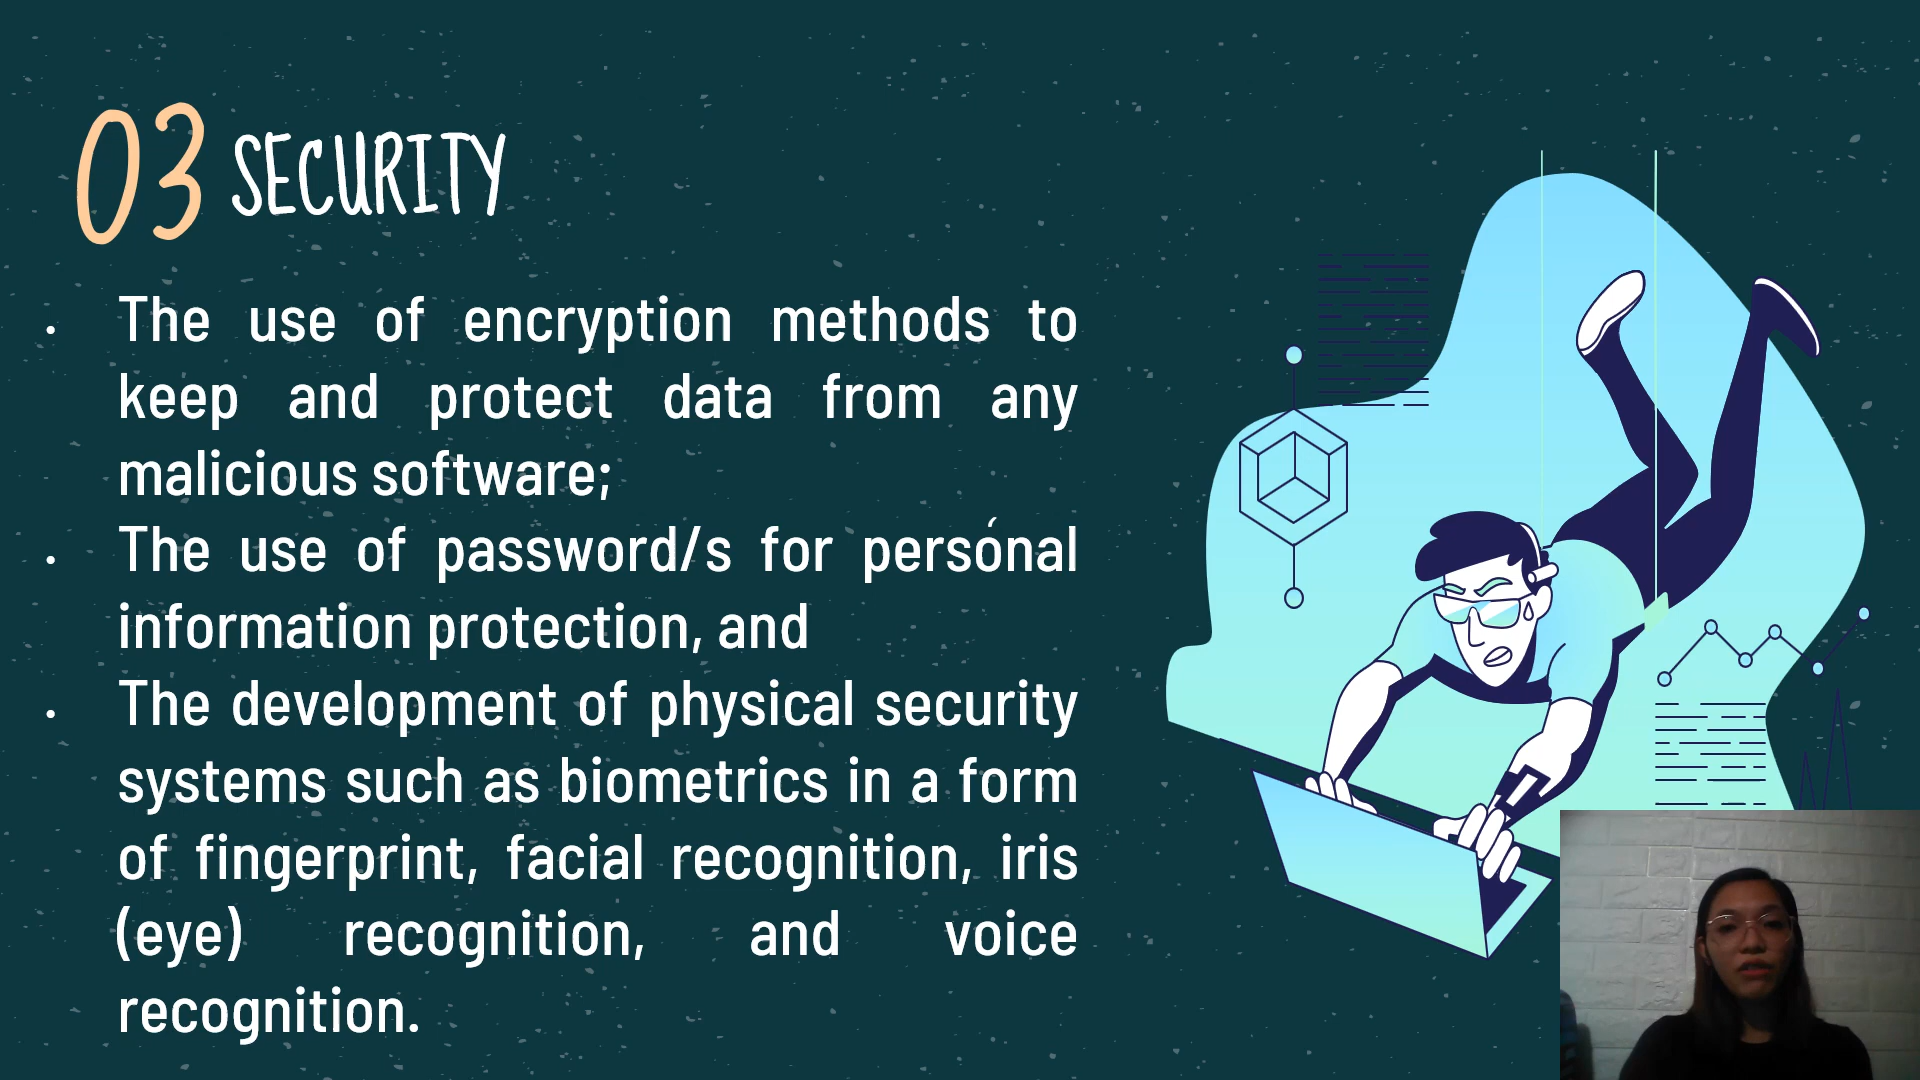 03 SECURITY
• The use of encryption methods to
keep and protect data from any
malicious software;
• The use of password/s for personal
information protection, and
• The development of physical security
systems such as biometrics in a form
of fingerprint, facial recognition, iris
(eye) recognition, and voice
recognition.